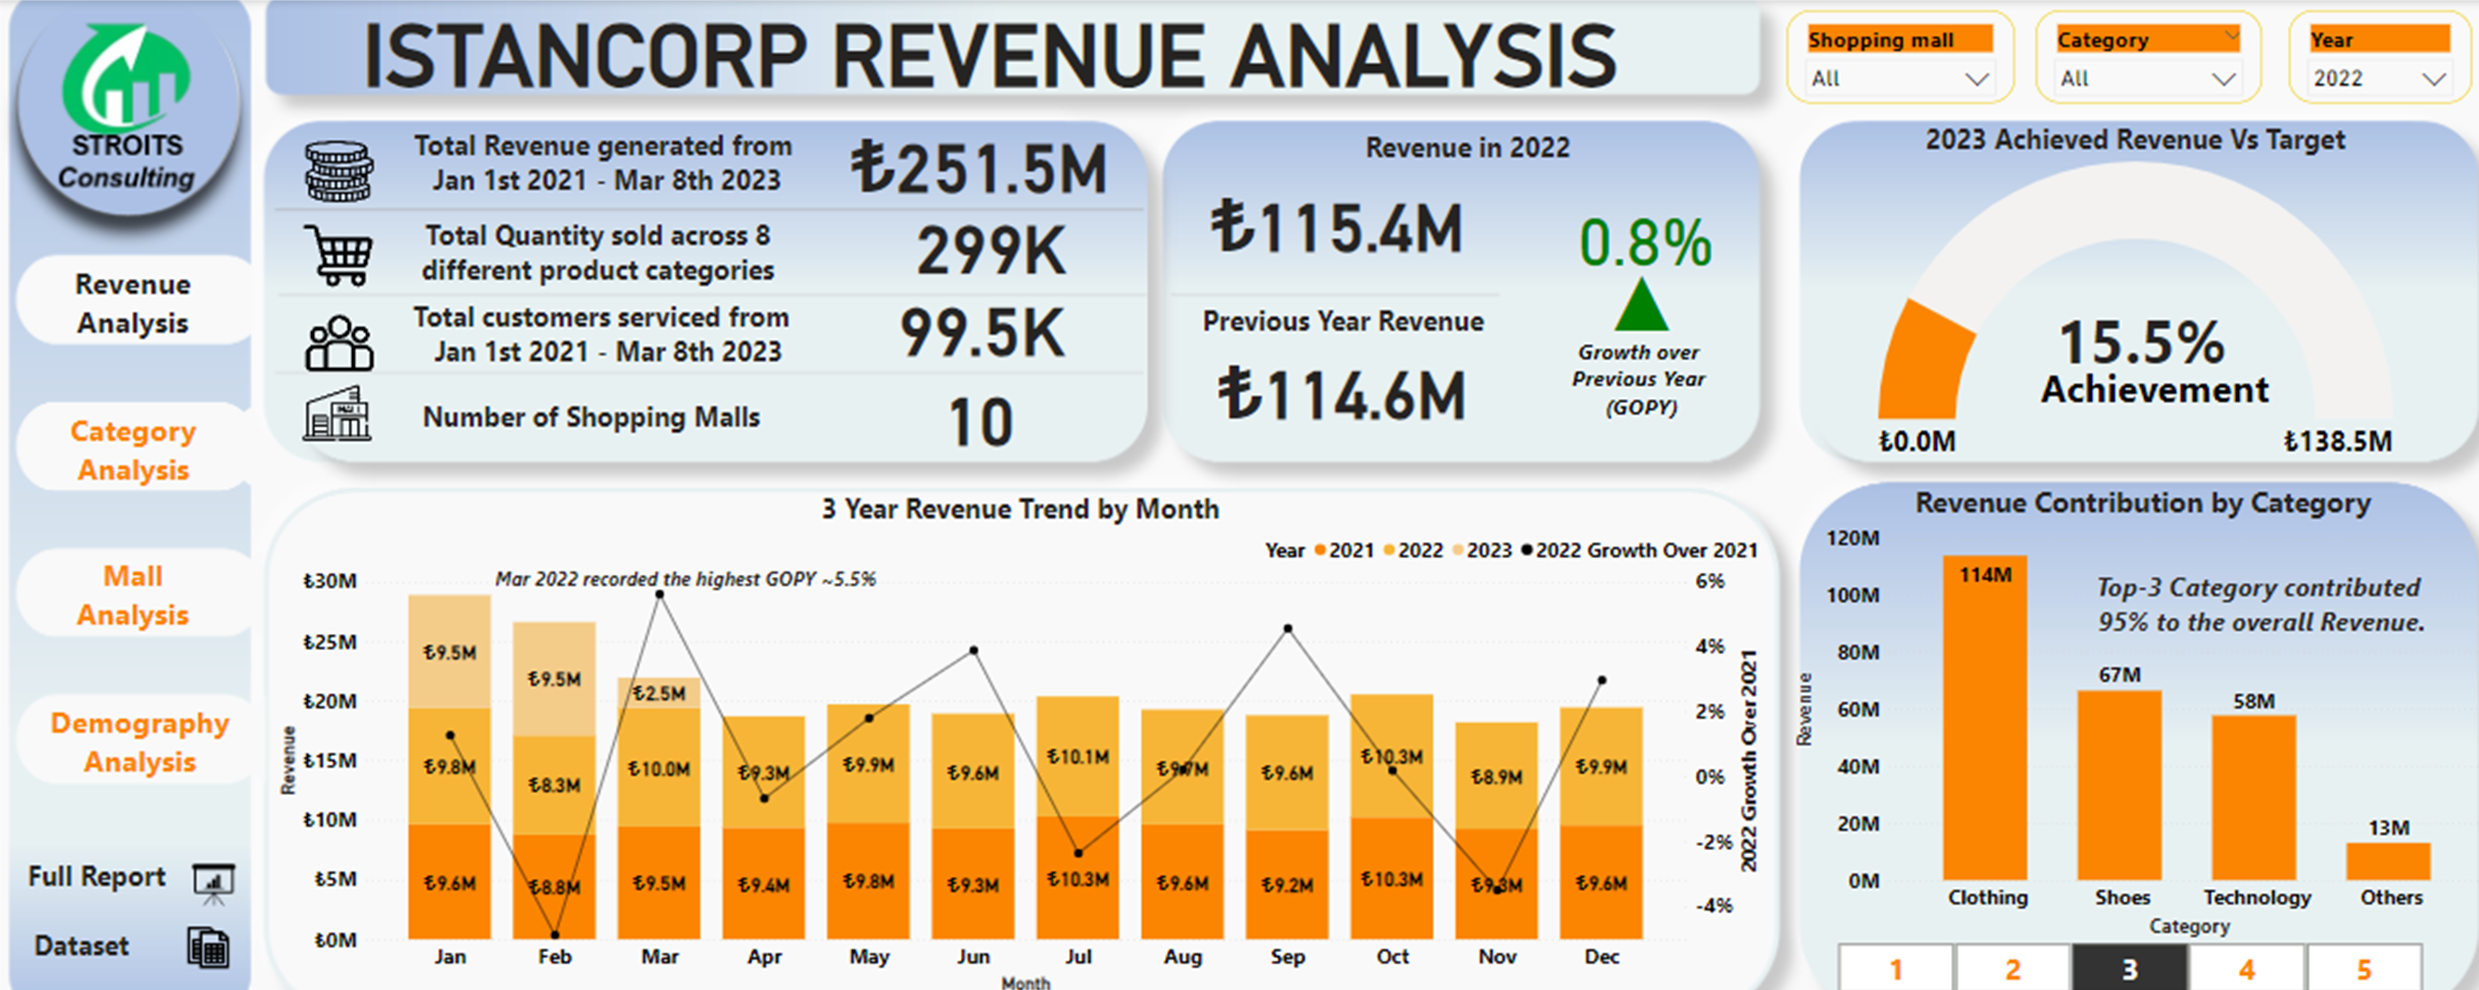 STROITS
Consulting
Revenue
Analysis
Category
Analysis
Mall
Analysis
Demography
Analysis
Full Report
Dataset
ISTANCORP REVENUE ANALYSIS
Shopping mall
All
Category
All
Year
2022
Total Revenue generated from
Jan 1st 2021 - Mar 8th 2023
₺251.5M
Total Quantity sold across 8
different product categories
299K
Total customers serviced from
Jan 1st 2021 - Mar 8th 2023
99.5K
Number of Shopping Malls
10
Revenue in 2022
₺115.4M
Previous Year Revenue
₺114.6M
0.8%
Growth over
Previous Year
(GOPY)
2023 Achieved Revenue Vs Target
15.5%
Achievement
₺0.0M
₺138.5M
3 Year Revenue Trend by Month
Year 2021 2022 2023 2022 Growth Over 2021
Mar 2022 recorded the highest GOPY ~5.5%
₺30M
₺25M
₺20M
₺15M
₺10M
₺5M
₺0M
Revenue
₺9.5M ₺9.5M ₺2.5M
₺9.8M ₺8.3M ₺10.0M ₺9.3M ₺9.9M ₺9.6M ₺10.1M ₺9.6M ₺10.3M ₺8.9M ₺9.9M
₺9.6M ₺8.8M ₺9.5M ₺9.4M ₺9.8M ₺9.3M ₺10.3M ₺9.6M ₺9.2M ₺10.3M ₺9.3M ₺9.6M
Jan Feb Mar Apr May Jun Jul Aug Sep Oct Nov Dec
Month
6%
4%
2%
0%
-2%
-4%
2022 Growth Over 2021
Revenue Contribution by Category
Top-3 Category contributed
95% to the overall Revenue.
120M
100M
80M
60M
40M
20M
0M
Revenue
114M
67M
58M
13M
Clothing Shoes Technology Others
Category
1 2 3 4 5